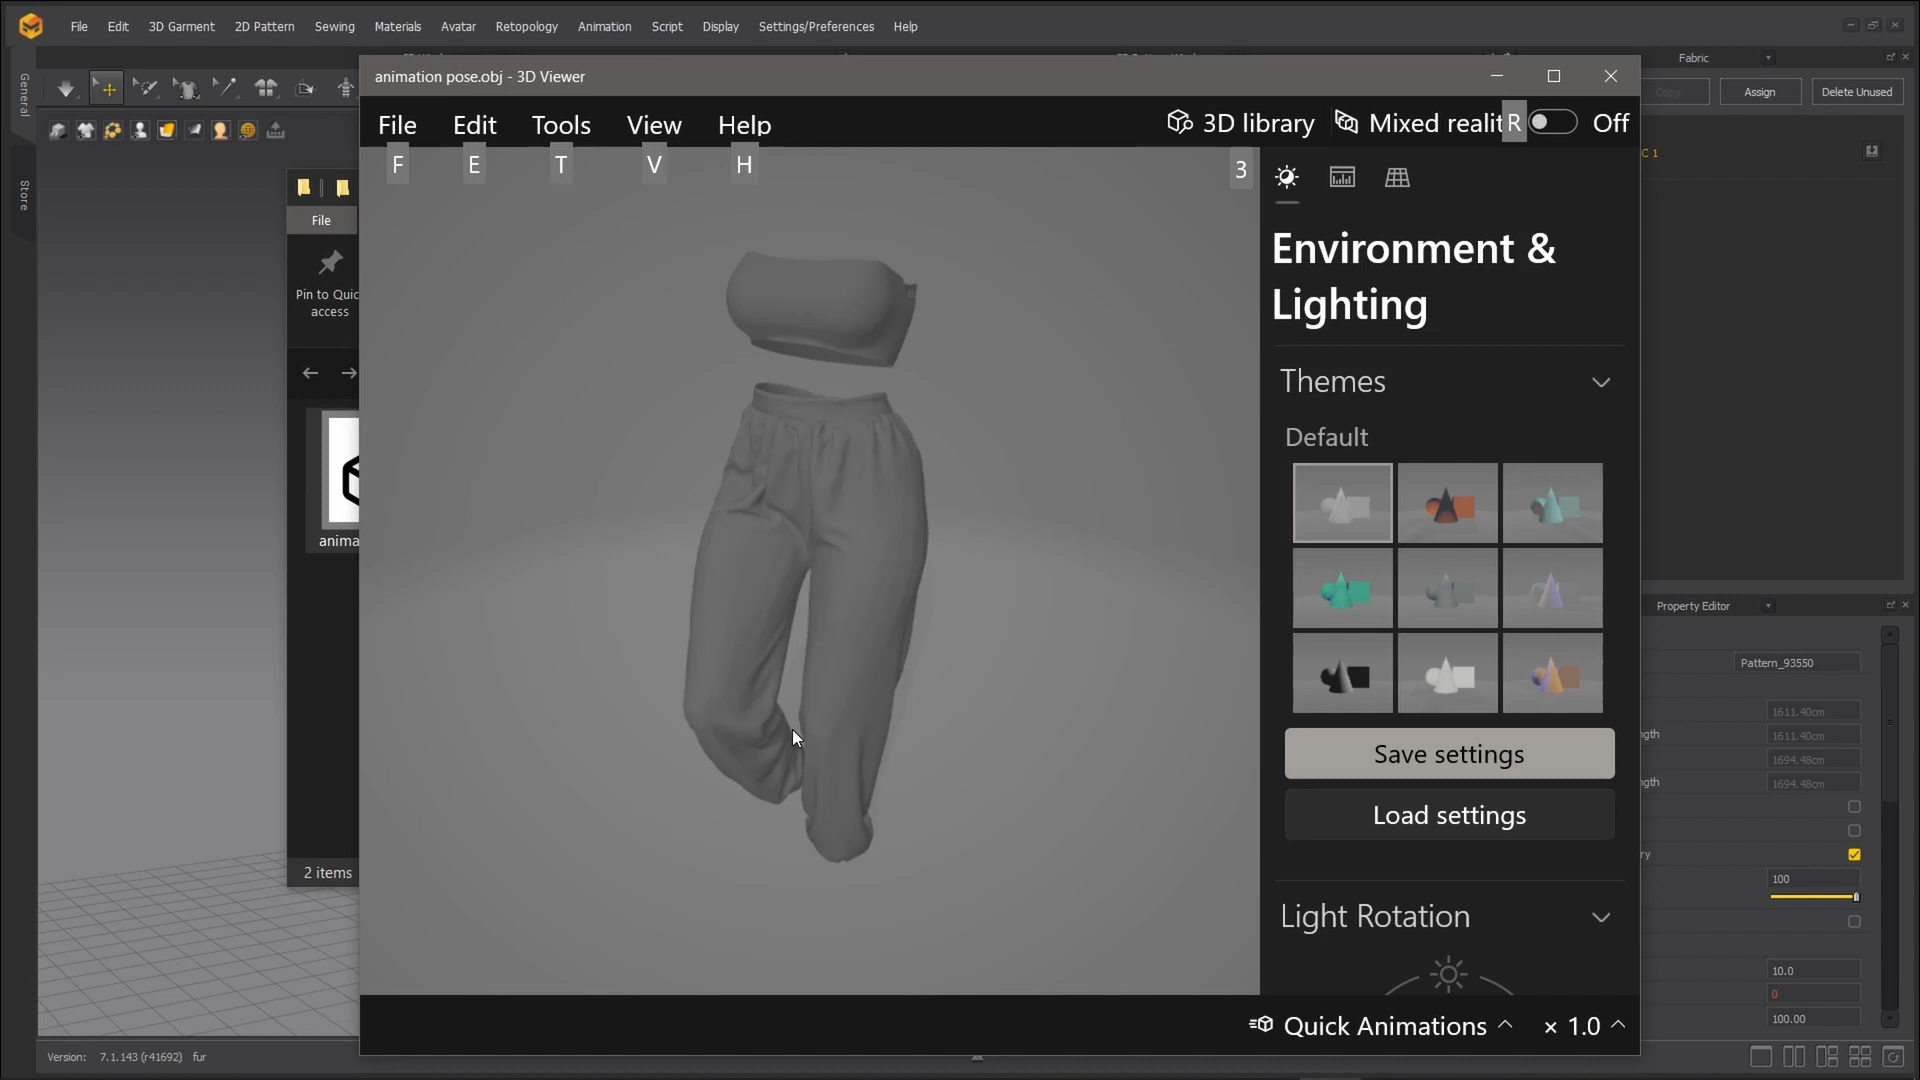 File Edit 3D Garment 2D Pattern Sewing Materials Avatar Retopology Animation Script Display Settings/Preferences Help
General
Store
Fabric
Copy Assign Delete Unused
C 1
animation pose.obj - 3D Viewer
File Edit Tools View Help
F E T V H
3D library Mixed realit R Off
3
File
Pin to Quic
access
anima
2 items
Environment &
Lighting
Themes
Default
Save settings
Load settings
Light Rotation
Quick Animations × 1.0
Property Editor
Pattern_93550
1611.40cm
ngth 1611.40cm
1694.48cm
ngth 1694.48cm
ry
100
10.0
0
100.00
Version: 7.1.143 (r41692) fur